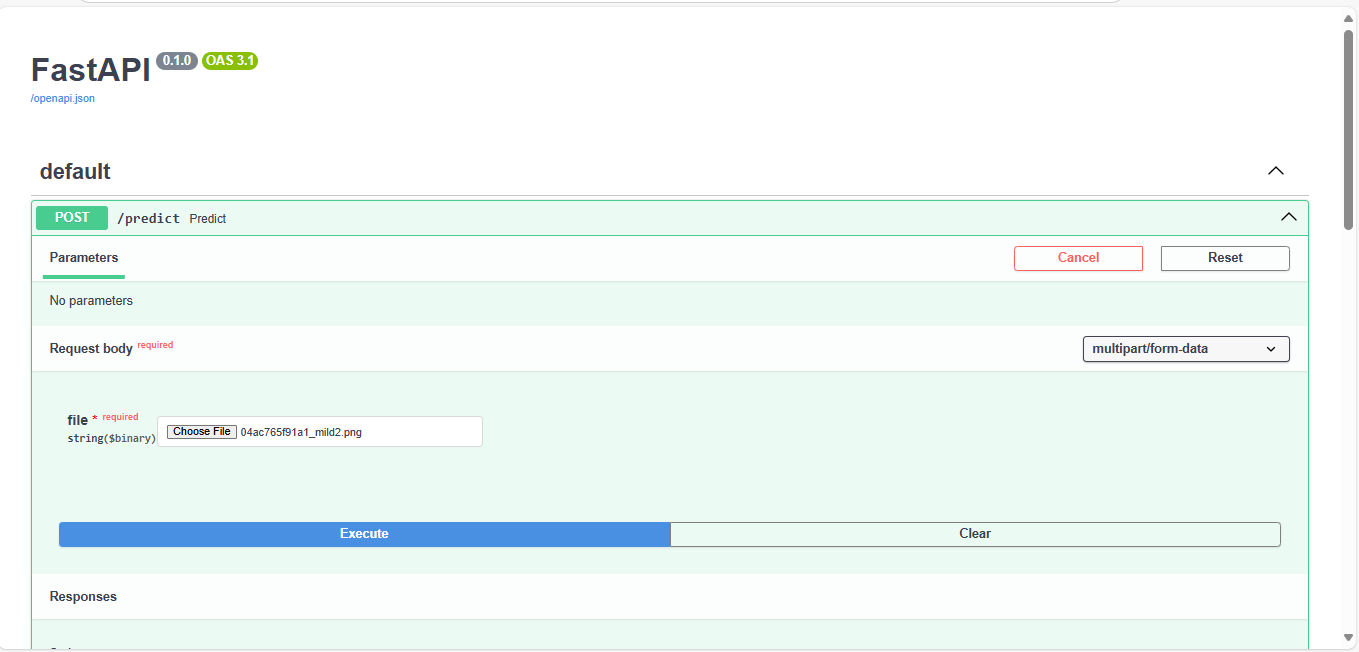 FastAPI 0.1.0 OAS 3.1
/openapi.json
default
POST /predict Predict
Parameters Cancel Reset
No parameters
Request body required multipart/form-data
file * required
string($binary) Choose File 04ac765f91a1_mild2.png
Execute Clear
Responses